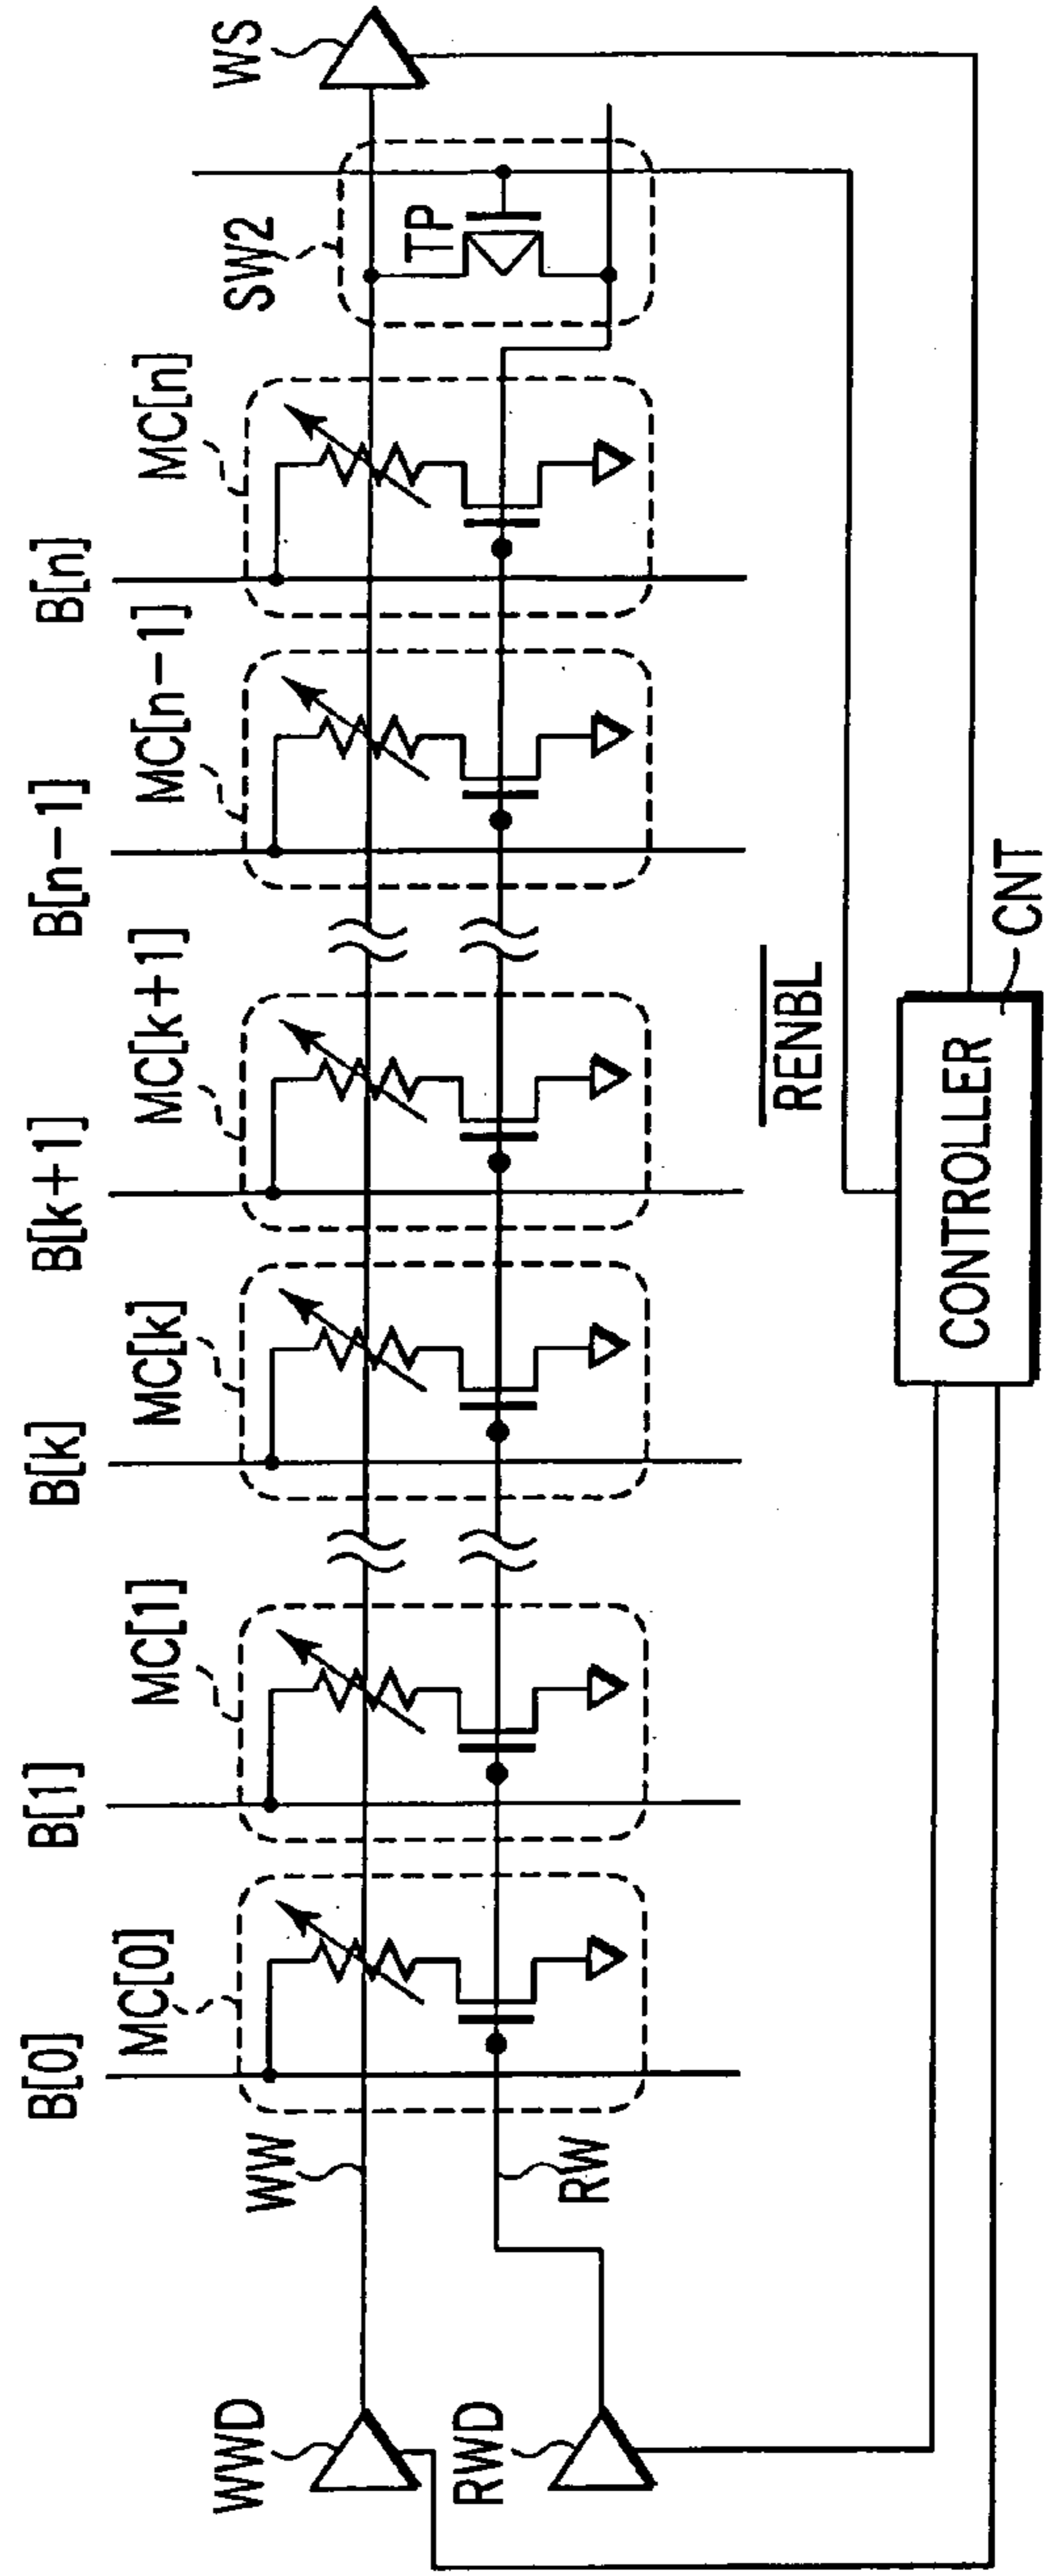 B[0]
B[1]
B[k]
B[k+1]
B[n-1]
B[n]
MC[0]
MC[1]
MC[k]
MC[k+1]
MC[n-1]
MC[n]
SW2
WS
TP
WWD
WW
RWD
RW
RENBL
CONTROLLER
CNT